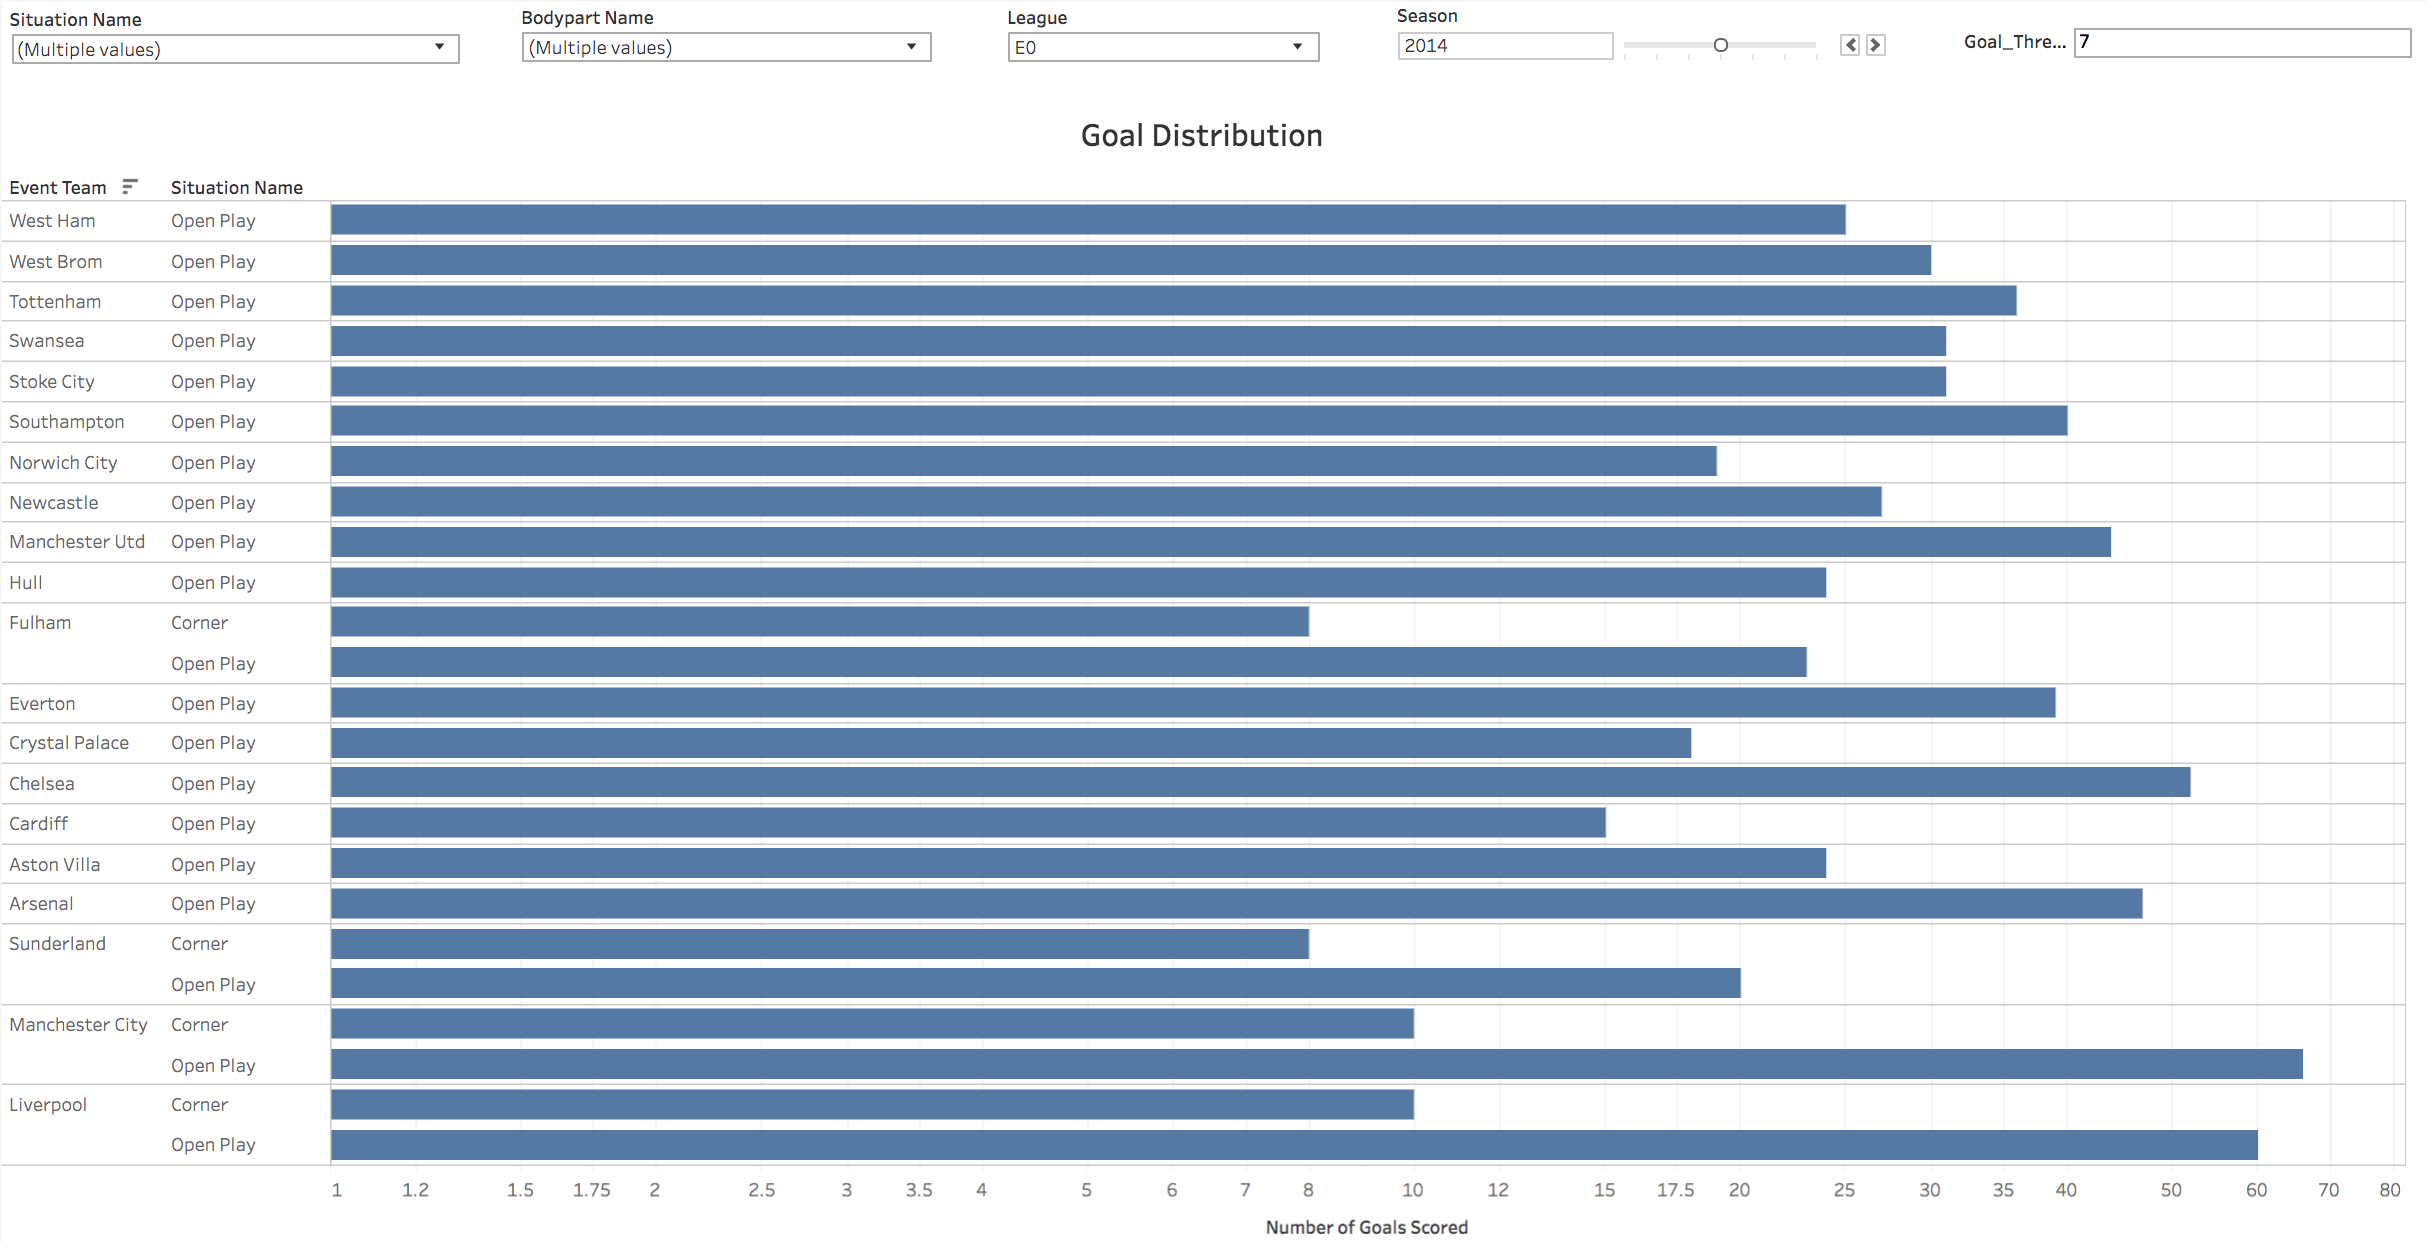 Situation Name Bodypart Name League Season
(Multiple values) (Multiple values) E0 2014 Goal_Thre... 7
Goal Distribution
Event Team Situation Name
West Ham Open Play
West Brom Open Play
Tottenham Open Play
Swansea Open Play
Stoke City Open Play
Southampton Open Play
Norwich City Open Play
Newcastle Open Play
Manchester Utd Open Play
Hull Open Play
Fulham Corner
Open Play
Everton Open Play
Crystal Palace Open Play
Chelsea Open Play
Cardiff Open Play
Aston Villa Open Play
Arsenal Open Play
Sunderland Corner
Open Play
Manchester City Corner
Open Play
Liverpool Corner
Open Play
1 1.2 1.5 1.75 2 2.5 3 3.5 4 5 6 7 8 10 12 15 17.5 20 25 30 35 40 50 60 70 80
Number of Goals Scored